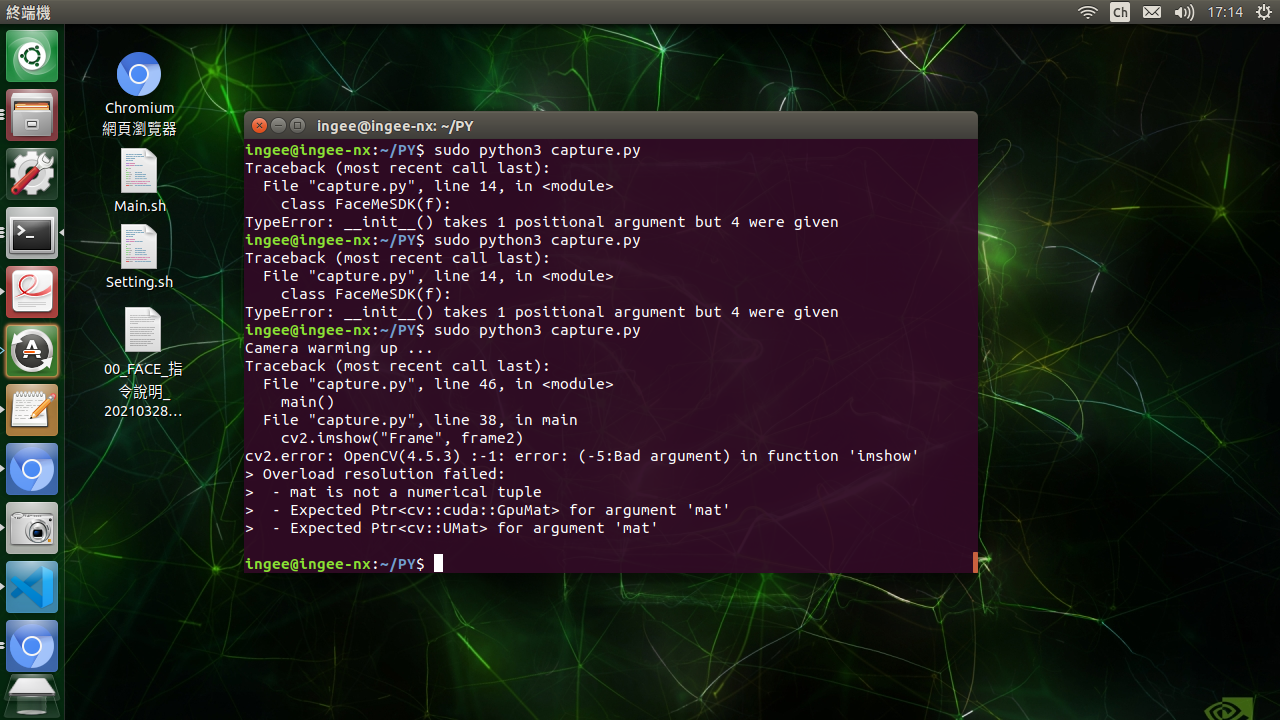 終端機
Ch
17:14
Chromium
網頁瀏覽器
Main.sh
Setting.sh
00_FACE_指
令說明_
20210328...
ingee@ingee-nx: ~/PY
ingee@ingee-nx:~/PY$ sudo python3 capture.py
Traceback (most recent call last):
  File "capture.py", line 14, in <module>
    class FaceMeSDK(f):
TypeError: __init__() takes 1 positional argument but 4 were given
ingee@ingee-nx:~/PY$ sudo python3 capture.py
Traceback (most recent call last):
  File "capture.py", line 14, in <module>
    class FaceMeSDK(f):
TypeError: __init__() takes 1 positional argument but 4 were given
ingee@ingee-nx:~/PY$ sudo python3 capture.py
Camera warming up ...
Traceback (most recent call last):
  File "capture.py", line 46, in <module>
    main()
  File "capture.py", line 38, in main
    cv2.imshow("Frame", frame2)
cv2.error: OpenCV(4.5.3) :-1: error: (-5:Bad argument) in function 'imshow'
> Overload resolution failed:
>  - mat is not a numerical tuple
>  - Expected Ptr<cv::cuda::GpuMat> for argument 'mat'
>  - Expected Ptr<cv::UMat> for argument 'mat'
ingee@ingee-nx:~/PY$